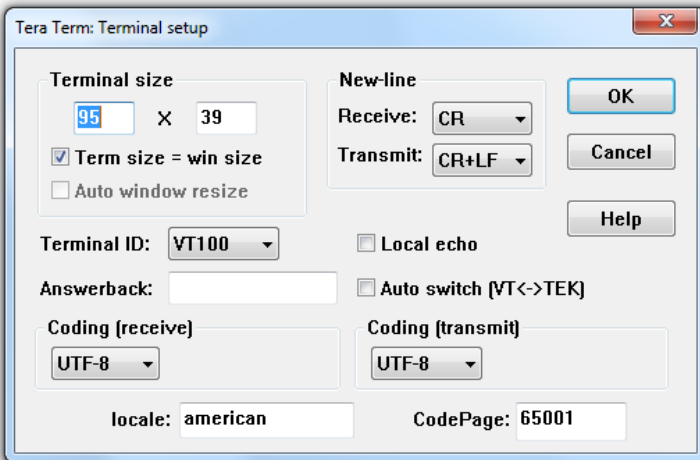 Tera Term: Terminal setup
Terminal size
95 X 39
Term size = win size
Auto window resize
New-line
Receive: CR
Transmit: CR+LF
OK
Cancel
Help
Terminal ID: VT100
Local echo
Answerback:
Auto switch (VT<->TEK)
Coding (receive)
UTF-8
Coding (transmit)
UTF-8
locale: american
CodePage: 65001